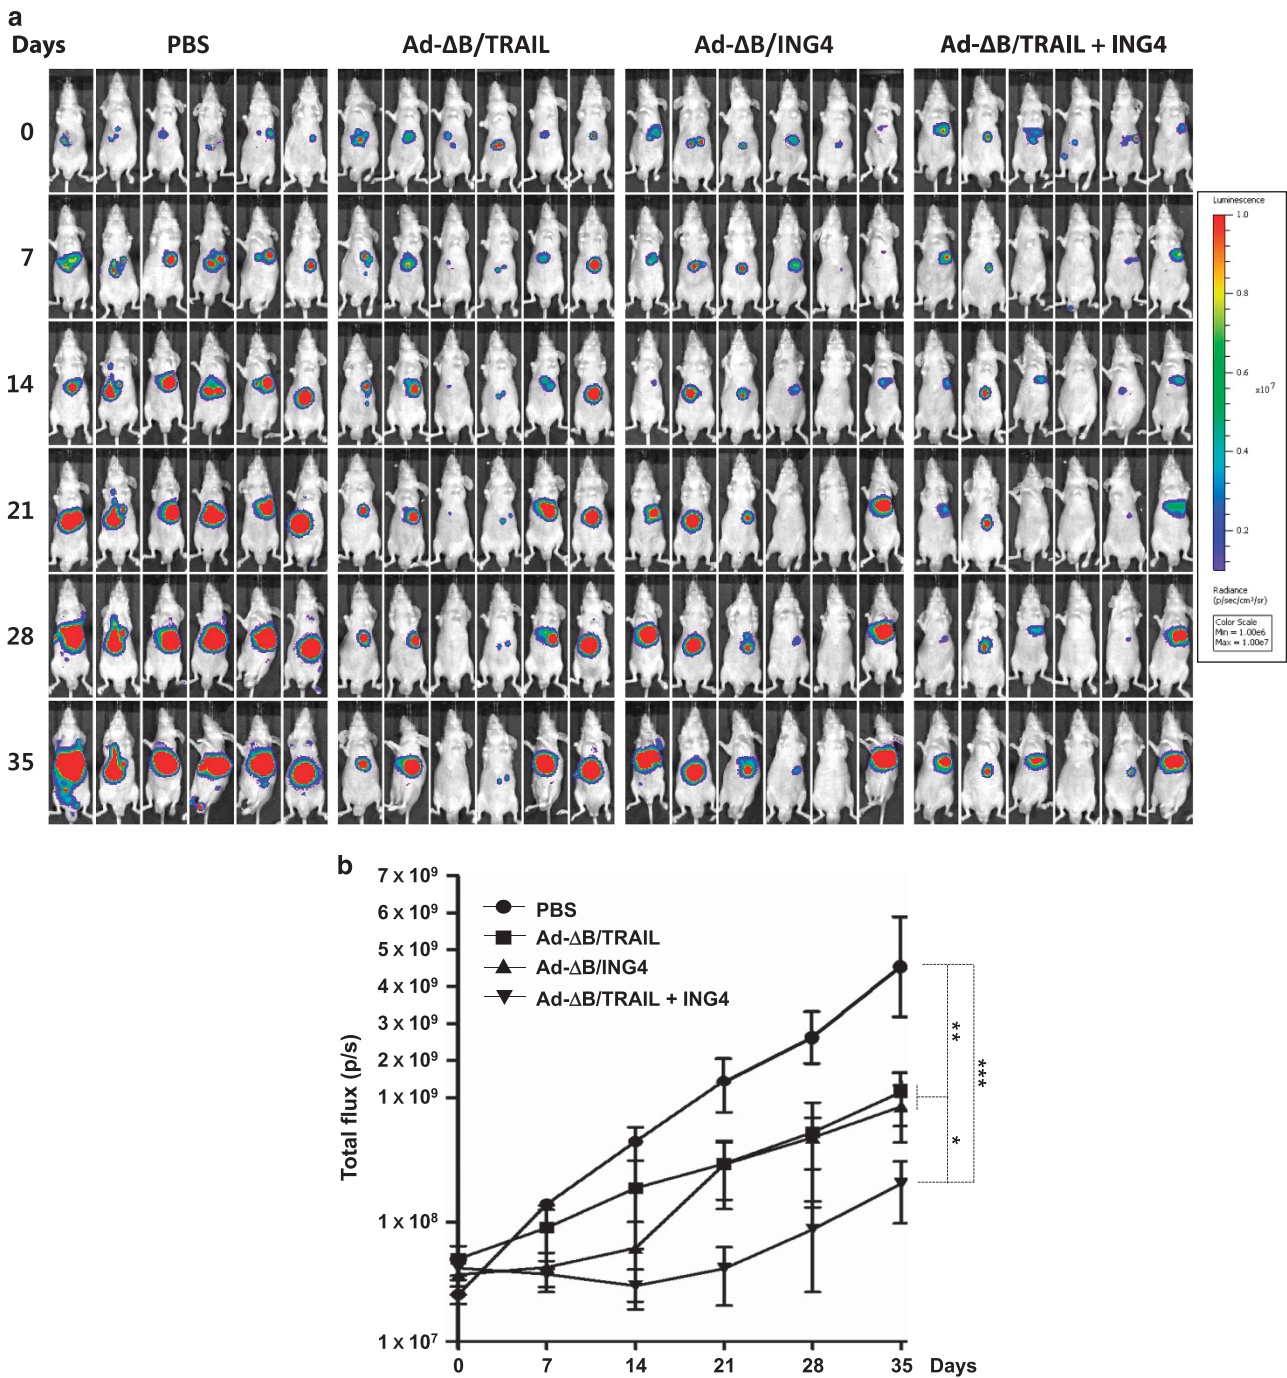 a
Days PBS Ad-ΔB/TRAIL Ad-ΔB/ING4 Ad-ΔB/TRAIL + ING4
0
7
14
21
28
35
Luminescence
1.0
0.8
0.6
x10⁷
0.4
0.2
Radiance
(p/sec/cm²/sr)
Color Scale
Min = 1.00e6
Max = 1.00e7
b
7 x 10⁹
6 x 10⁹
5 x 10⁹
4 x 10⁹
3 x 10⁹
2 x 10⁹
1 x 10⁹
1 x 10⁸
1 x 10⁷
Total flux (p/s)
PBS
Ad-ΔB/TRAIL
Ad-ΔB/ING4
Ad-ΔB/TRAIL + ING4
**
***
*
0 7 14 21 28 35 Days